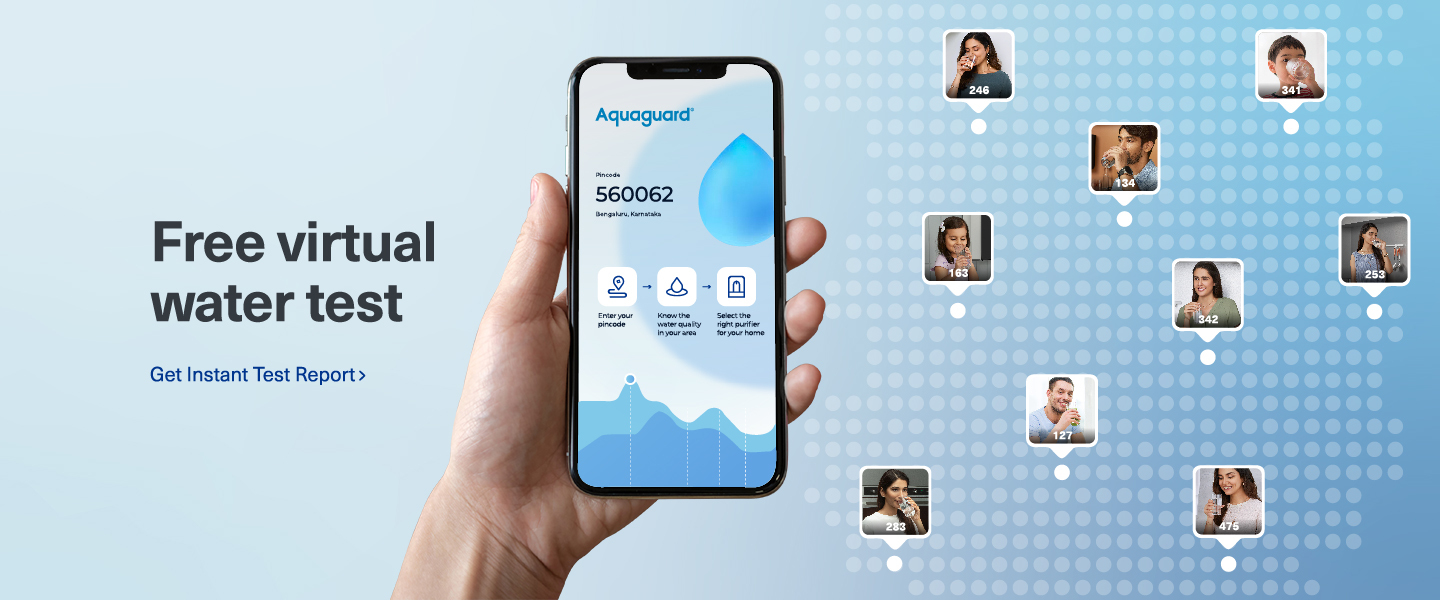 Free virtual
water test
Get Instant Test Report ›
Aquaguard®
Pincode
560062
Bengaluru, Karnataka
Enter your
pincode
→
Know the
water quality
in your area
→
Select the
right purifier
for your home
246
341
134
163
253
342
127
283
475